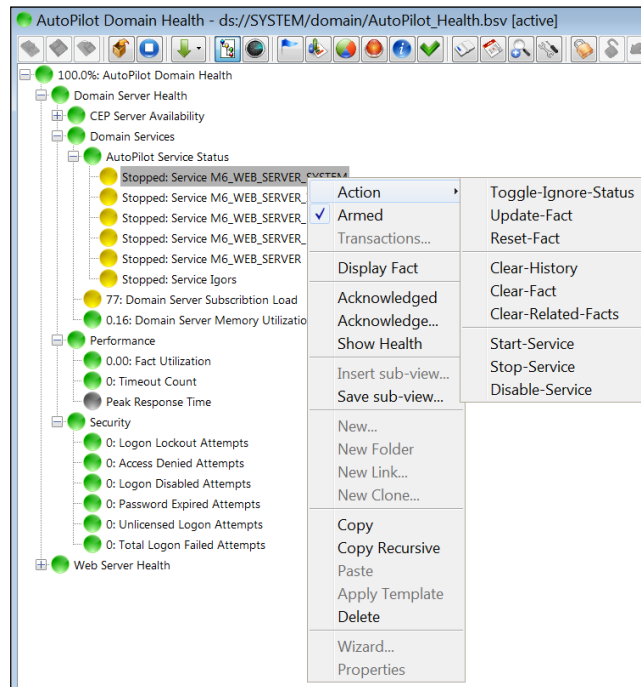 AutoPilot Domain Health - ds://SYSTEM/domain/AutoPilot_Health.bsv [active]
100.0%: AutoPilot Domain Health
Domain Server Health
CEP Server Availability
Domain Services
AutoPilot Service Status
Stopped: Service M6_WEB_SERVER_SYSTEM
Stopped: Service M6_WEB_SERVER_
Stopped: Service M6_WEB_SERVER_
Stopped: Service M6_WEB_SERVER_
Stopped: Service M6_WEB_SERVER
Stopped: Service Igors
77: Domain Server Subscribtion Load
0.16: Domain Server Memory Utilizatio
Performance
0.00: Fact Utilization
0: Timeout Count
Peak Response Time
Security
0: Logon Lockout Attempts
0: Access Denied Attempts
0: Logon Disabled Attempts
0: Password Expired Attempts
0: Unlicensed Logon Attempts
0: Total Logon Failed Attempts
Web Server Health
Action
Armed
Transactions...
Display Fact
Acknowledged
Acknowledge...
Show Health
Insert sub-view...
Save sub-view...
New...
New Folder
New Link...
New Clone...
Copy
Copy Recursive
Paste
Apply Template
Delete
Wizard...
Properties
Toggle-Ignore-Status
Update-Fact
Reset-Fact
Clear-History
Clear-Fact
Clear-Related-Facts
Start-Service
Stop-Service
Disable-Service